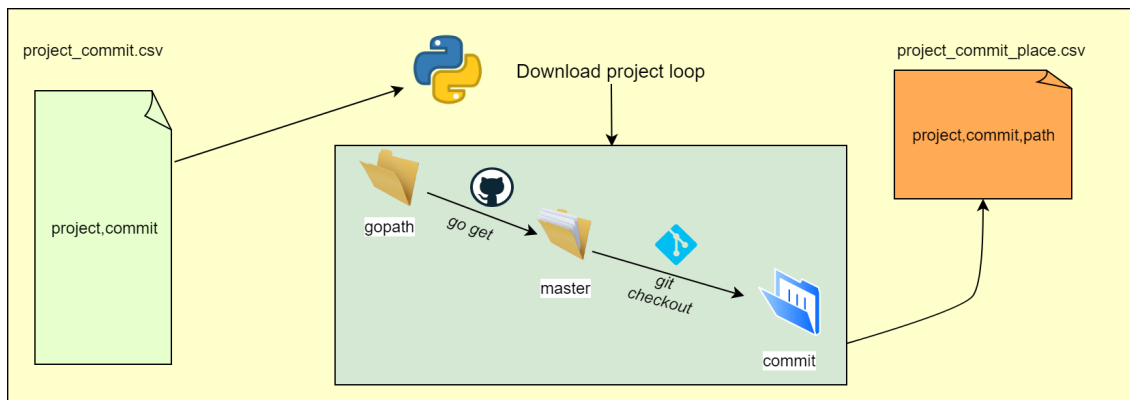 project_commit.csv
project,commit
Download project loop
gopath
go get
master
git
checkout
commit
project_commit_place.csv
project,commit,path